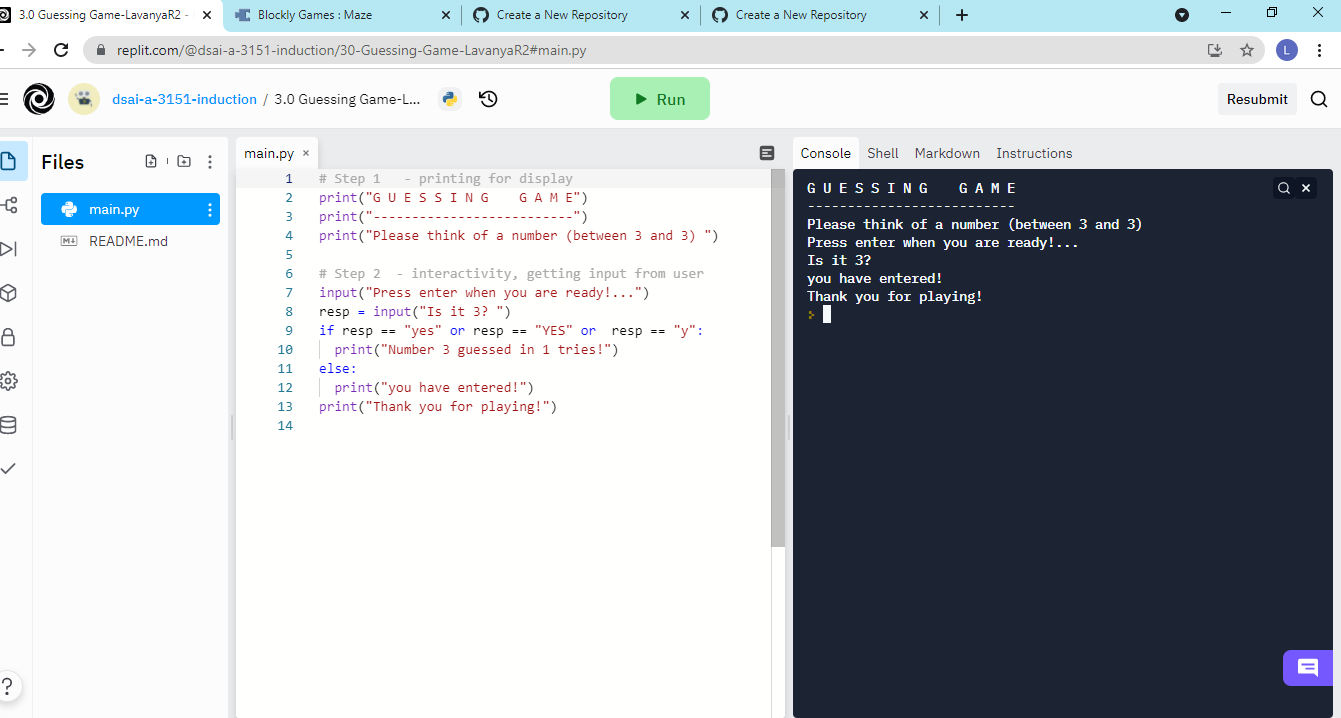 3.0 Guessing Game-LavanyaR2 -
Blockly Games : Maze
Create a New Repository
Create a New Repository
replit.com/@dsai-a-3151-induction/30-Guessing-Game-LavanyaR2#main.py
L
dsai-a-3151-induction / 3.0 Guessing Game-L...
Run
Resubmit
Files
main.py
README.md
main.py
1 # Step 1   - printing for display
2 print("G U E S S I N G    G A M E")
3 print("--------------------------")
4 print("Please think of a number (between 3 and 3) ")
5
6 # Step 2  - interactivity, getting input from user
7 input("Press enter when you are ready!...")
8 resp = input("Is it 3? ")
9 if resp == "yes" or resp == "YES" or  resp == "y":
10   print("Number 3 guessed in 1 tries!")
11 else:
12   print("you have entered!")
13 print("Thank you for playing!")
14
Console Shell Markdown Instructions
G U E S S I N G    G A M E
--------------------------
Please think of a number (between 3 and 3)
Press enter when you are ready!...
Is it 3?
you have entered!
Thank you for playing!
?